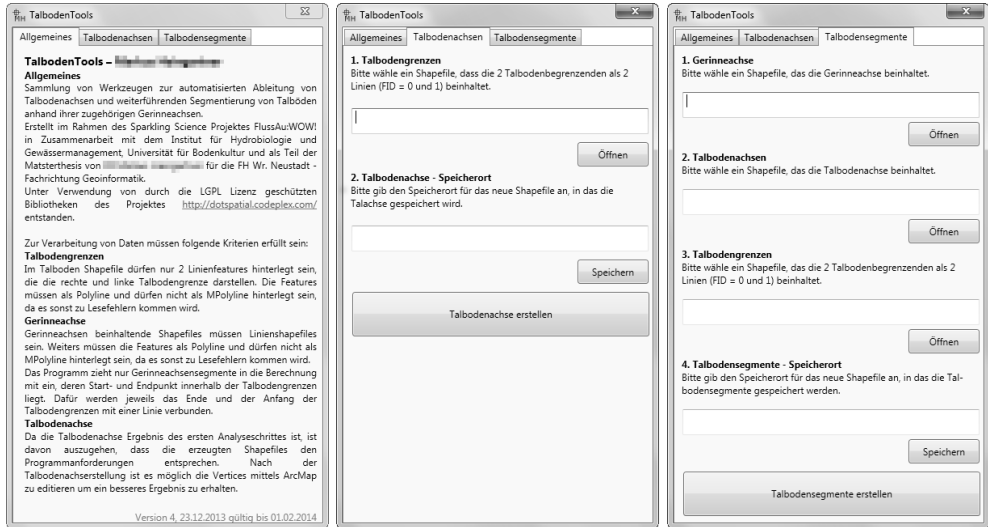 TalbodenTools
Allgemeines Talbodenachsen Talbodensegmente
TalbodenTools –
Allgemeines
Sammlung von Werkzeugen zur automatisierten Ableitung von
Talbodenachsen und weiterführenden Segmentierung von Talböden
anhand ihrer zugehörigen Gerinneachsen.
Erstellt im Rahmen des Sparkling Science Projektes FlussAu:WOW!
in Zusammenarbeit mit dem Institut für Hydrobiologie und
Gewässermanagement, Universität für Bodenkultur und als Teil der
Matsterthesis von für die FH Wr. Neustadt -
Fachrichtung Geoinformatik.
Unter Verwendung von durch die LGPL Lizenz geschützten
Bibliotheken des Projektes http://dotspatial.codeplex.com/
entstanden.
Zur Verarbeitung von Daten müssen folgende Kriterien erfüllt sein:
Talbodengrenzen
Im Talboden Shapefile dürfen nur 2 Linienfeatures hinterlegt sein,
die die rechte und linke Talbodengrenze darstellen. Die Features
müssen als Polyline und dürfen nicht als MPolyline hinterlegt sein,
da es sonst zu Lesefehlern kommen wird.
Gerinneachse
Gerinneachsen beinhaltende Shapefiles müssen Linienshapefiles
sein. Weiters müssen die Features als Polyline und dürfen nicht als
MPolyline hinterlegt sein, da es sonst zu Lesefehlern kommen wird.
Das Programm zieht nur Gerinneachsensegmente in die Berechnung
mit ein, deren Start- und Endpunkt innerhalb der Talbodengrenzen
liegt. Dafür werden jeweils das Ende und der Anfang der
Talbodengrenzen mit einer Linie verbunden.
Talbodenachse
Da die Talbodenachse Ergebnis des ersten Analyseschrittes ist, ist
davon auszugehen, dass die erzeugten Shapefiles den
Programmanforderungen entsprechen. Nach der
Talbodenachserstellung ist es möglich die Vertices mittels ArcMap
zu editieren um ein besseres Ergebnis zu erhalten.
Version 4, 23.12.2013 gültig bis 01.02.2014
TalbodenTools
Allgemeines Talbodenachsen Talbodensegmente
1. Talbodengrenzen
Bitte wähle ein Shapefile, dass die 2 Talbodenbegrenzenden als 2
Linien (FID = 0 und 1) beinhaltet.
Öffnen
2. Talbodenachse - Speicherort
Bitte gib den Speicherort für das neue Shapefile an, in das die
Talachse gespeichert wird.
Speichern
Talbodenachse erstellen
TalbodenTools
Allgemeines Talbodenachsen Talbodensegmente
1. Gerinneachse
Bitte wähle ein Shapefile, das die Gerinneachse beinhaltet.
Öffnen
2. Talbodenachsen
Bitte wähle ein Shapefile, das die Talbodenachse beinhaltet.
Öffnen
3. Talbodengrenzen
Bitte wähle ein Shapefile, das die 2 Talbodenbegrenzenden als 2
Linien (FID = 0 und 1) beinhaltet.
Öffnen
4. Talbodensegmente - Speicherort
Bitte gib den Speicherort für das neue Shapefile an, in das die Tal-
bodensegmente gespeichert werden.
Speichern
Talbodensegmente erstellen